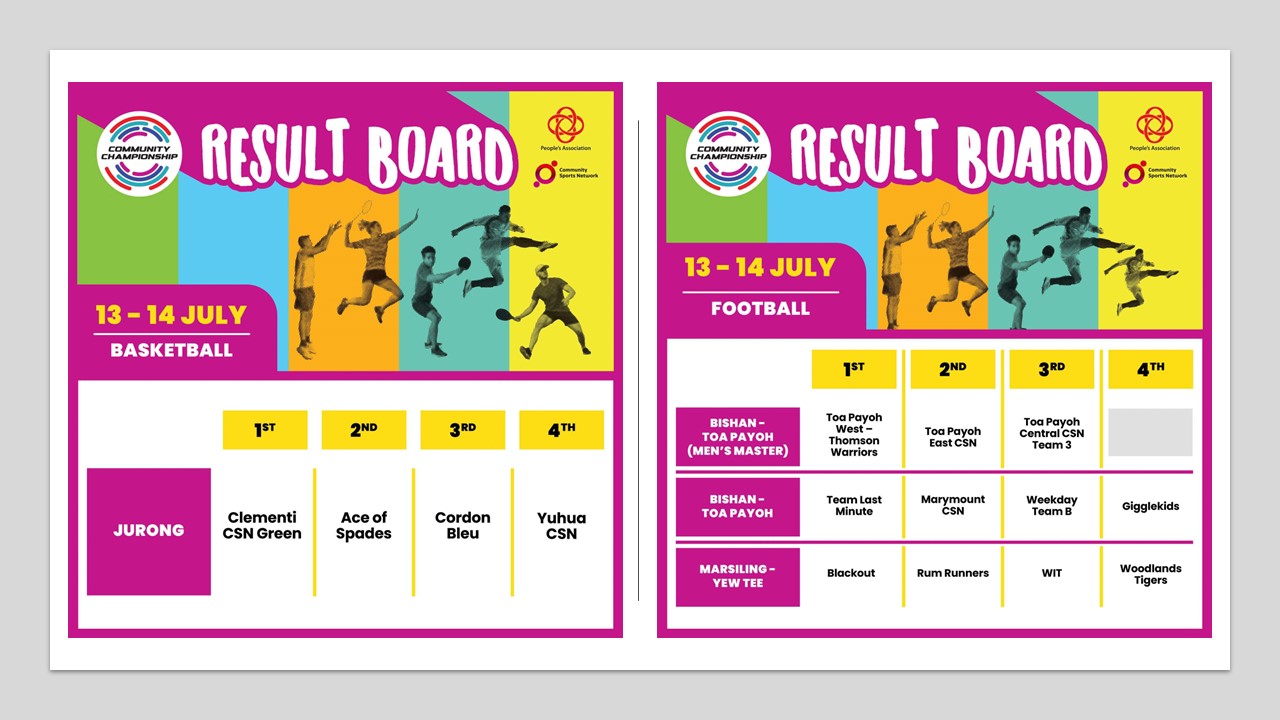 COMMUNITY
CHAMPIONSHIP
RESULT BOARD
People's Association
Community
Sports Network
13 – 14 JULY
BASKETBALL
1ST 2ND 3RD 4TH
JURONG
Clementi
CSN Green
Ace of
Spades
Cordon
Bleu
Yuhua
CSN
COMMUNITY
CHAMPIONSHIP
RESULT BOARD
People's Association
Community
Sports Network
13 – 14 JULY
FOOTBALL
1ST 2ND 3RD 4TH
BISHAN –
TOA PAYOH
(MEN'S MASTER)
Toa Payoh
West –
Thomson
Warriors
Toa Payoh
East CSN
Toa Payoh
Central CSN
Team 3
BISHAN –
TOA PAYOH
Team Last
Minute
Marymount
CSN
Weekday
Team B
Gigglekids
MARSILING –
YEW TEE
Blackout
Rum Runners
WIT
Woodlands
Tigers